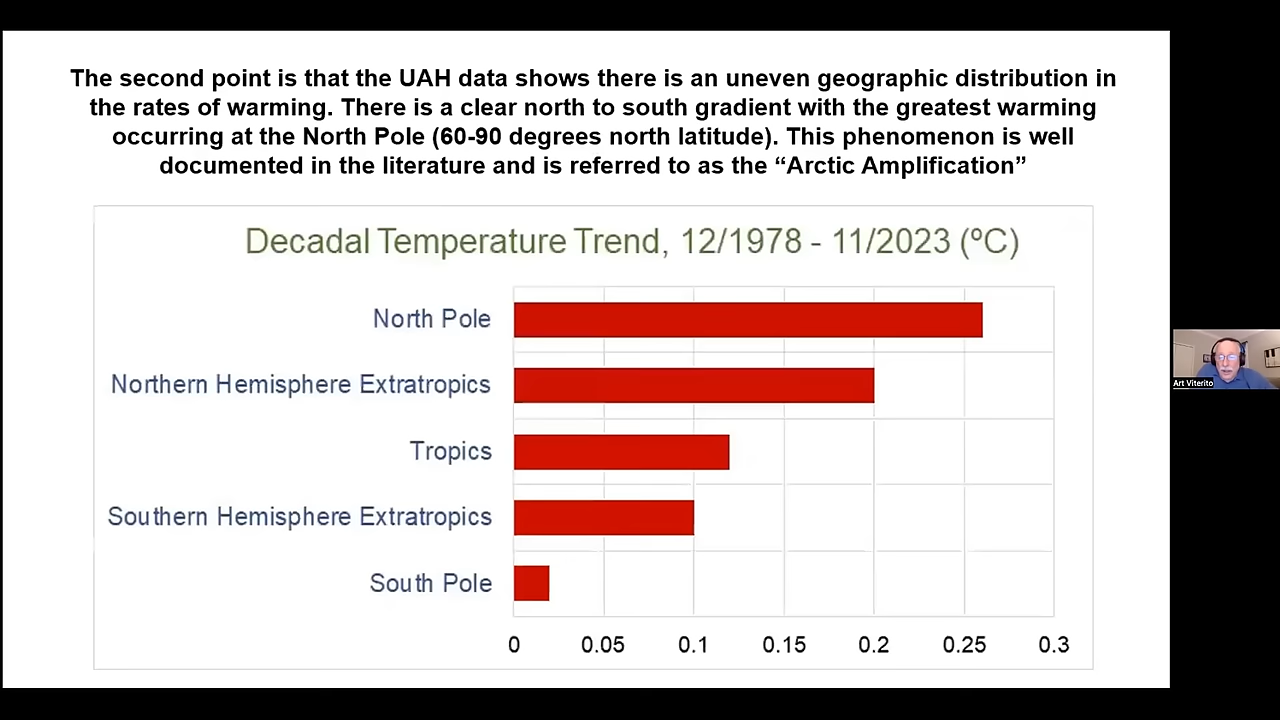 The second point is that the UAH data shows there is an uneven geographic distribution in
the rates of warming. There is a clear north to south gradient with the greatest warming
occurring at the North Pole (60-90 degrees north latitude). This phenomenon is well
documented in the literature and is referred to as the “Arctic Amplification”
Decadal Temperature Trend, 12/1978 - 11/2023 (ºC)
North Pole
Northern Hemisphere Extratropics
Tropics
Southern Hemisphere Extratropics
South Pole
0 0.05 0.1 0.15 0.2 0.25 0.3
Art Viterito